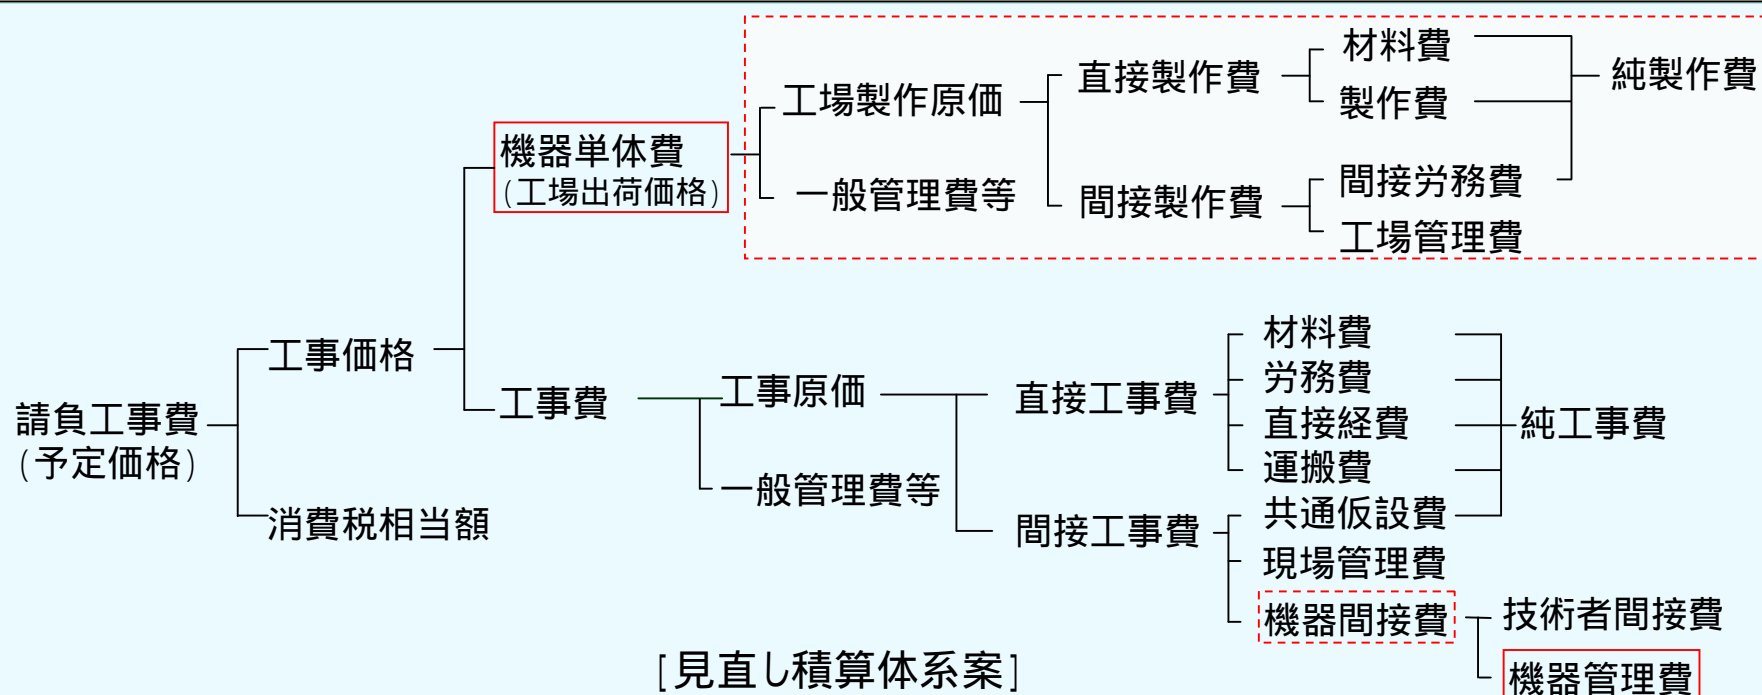 材料費
純製作費
直接製作費
工場製作原価
製作費
機器単体費
(工場出荷価格)
一般管理費等
間接労務費
間接製作費
工場管理費
材料費
工事価格
労務費
工事原価
直接工事費
工事費
請負工事費
(予定価格)
直接経費
純工事費
運搬費
一般管理費等
消費税相当額
共通仮設費
間接工事費
現場管理費
機器間接費
技術者間接費
[見直し積算体系案]
機器管理費